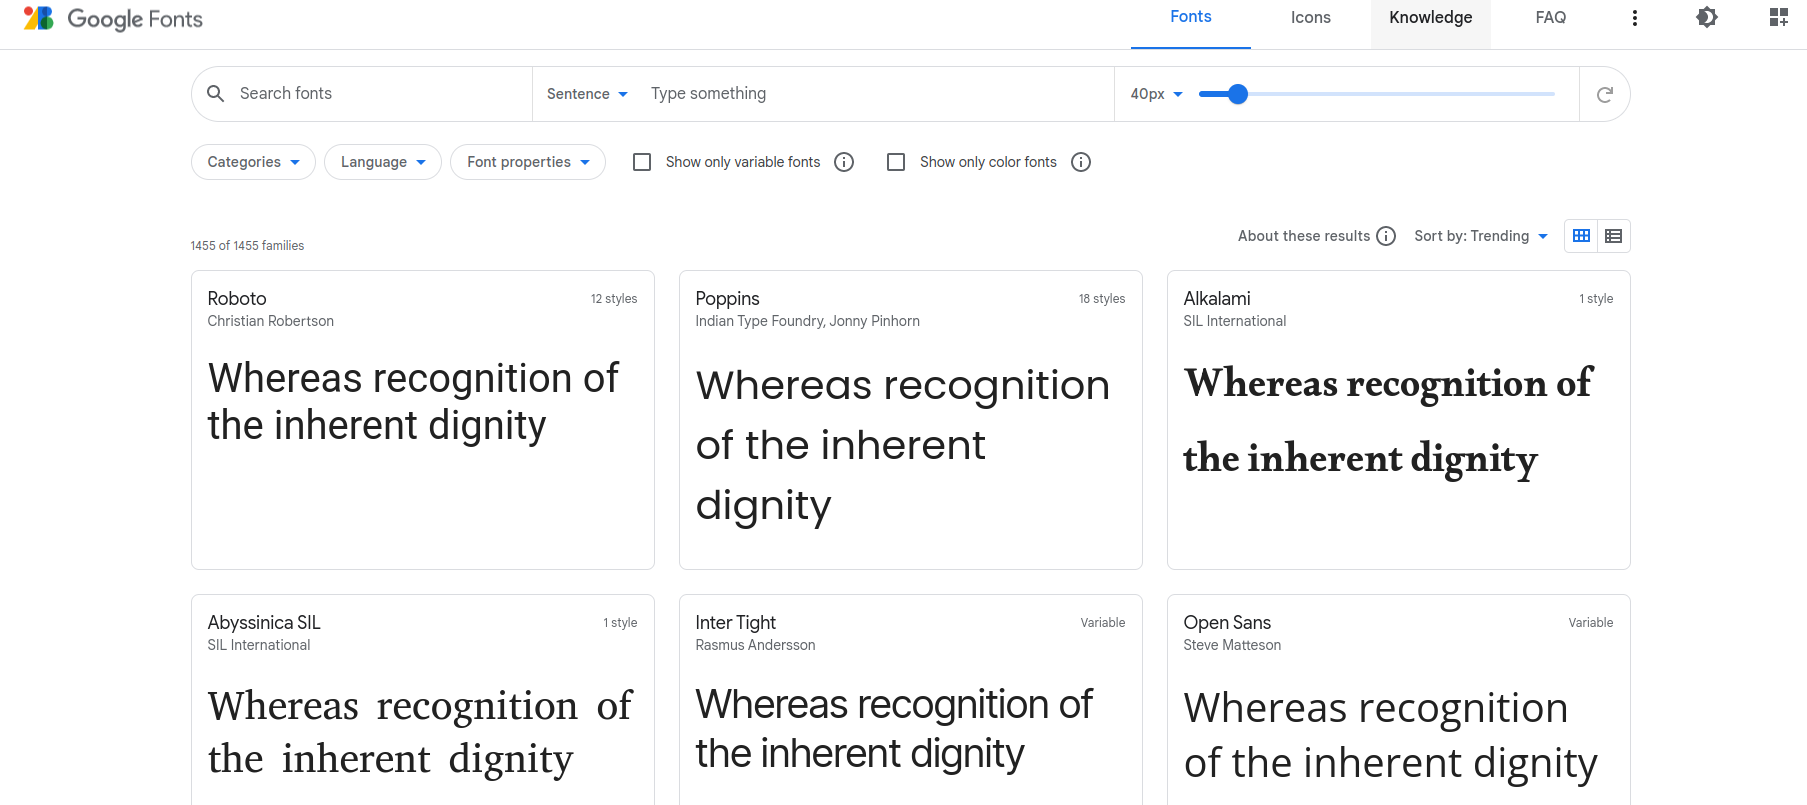 Google Fonts
Fonts Icons Knowledge FAQ
Search fonts Sentence Type something 40px
Categories Language Font properties Show only variable fonts Show only color fonts
1455 of 1455 families About these results Sort by: Trending
Roboto 12 styles
Christian Robertson
Whereas recognition of
the inherent dignity
Poppins 18 styles
Indian Type Foundry, Jonny Pinhorn
Whereas recognition
of the inherent
dignity
Alkalami 1 style
SIL International
Whereas recognition of
the inherent dignity
Abyssinica SIL 1 style
SIL International
Whereas recognition of
the inherent dignity
Inter Tight Variable
Rasmus Andersson
Whereas recognition of
the inherent dignity
Open Sans Variable
Steve Matteson
Whereas recognition
of the inherent dignity